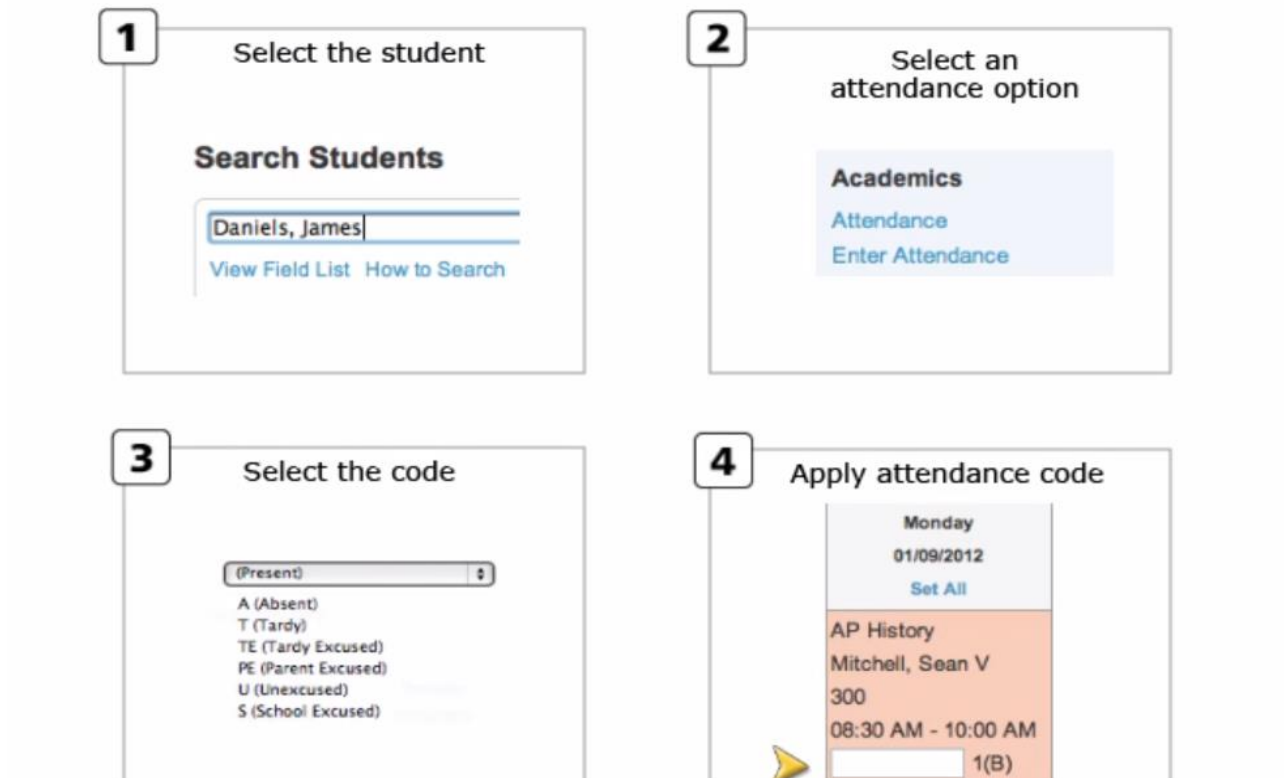 1
Select the student
Search Students
Daniels, James
View Field List How to Search
2
Select an
attendance option
Academics
Attendance
Enter Attendance
3
Select the code
(Present)
A (Absent)
T (Tardy)
TE (Tardy Excused)
PE (Parent Excused)
U (Unexcused)
S (School Excused)
4
Apply attendance code
Monday
01/09/2012
Set All
AP History
Mitchell, Sean V
300
08:30 AM - 10:00 AM
1(B)